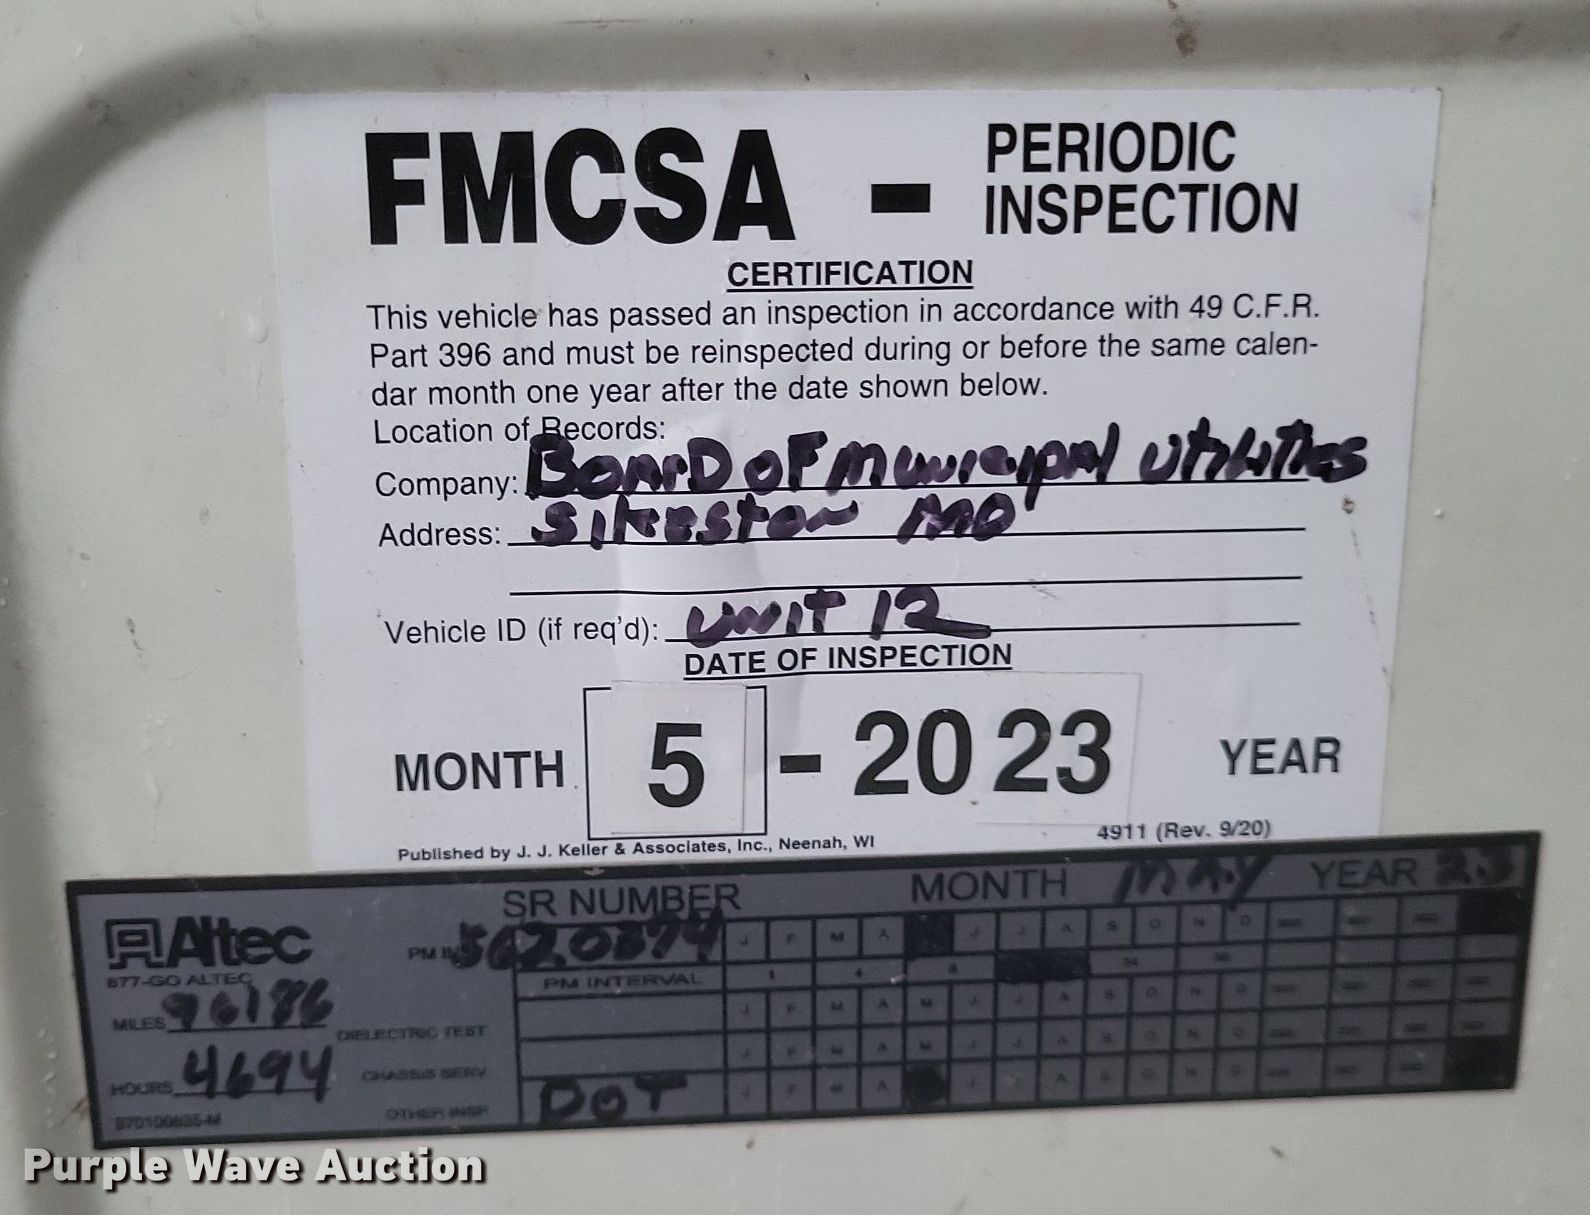 FMCSA - PERIODIC INSPECTION
CERTIFICATION
This vehicle has passed an inspection in accordance with 49 C.F.R.
Part 396 and must be reinspected during or before the same calen-
dar month one year after the date shown below.
Location of Records:
Company: Board of Municipal Utilities
Address: Sikeston MO
Vehicle ID (if req'd): UNIT 12
DATE OF INSPECTION
MONTH 5 - 2023 YEAR
Published by J. J. Keller & Associates, Inc., Neenah, WI 4911 (Rev. 9/20)
SR NUMBER MONTH MAY YEAR 23
Altec
877-GO ALTEC
PM IN J F M A J J A S O N D
PM INTERVAL
MILES 96186
DIELECTRIC TEST J F M A M J J A S O N D
HOURS 4694
CHASSIS SERV. J F M A M J J A S O N D
OTHER INSP DOT J F M A J J A S O N D
970100835-M
Purple Wave Auction